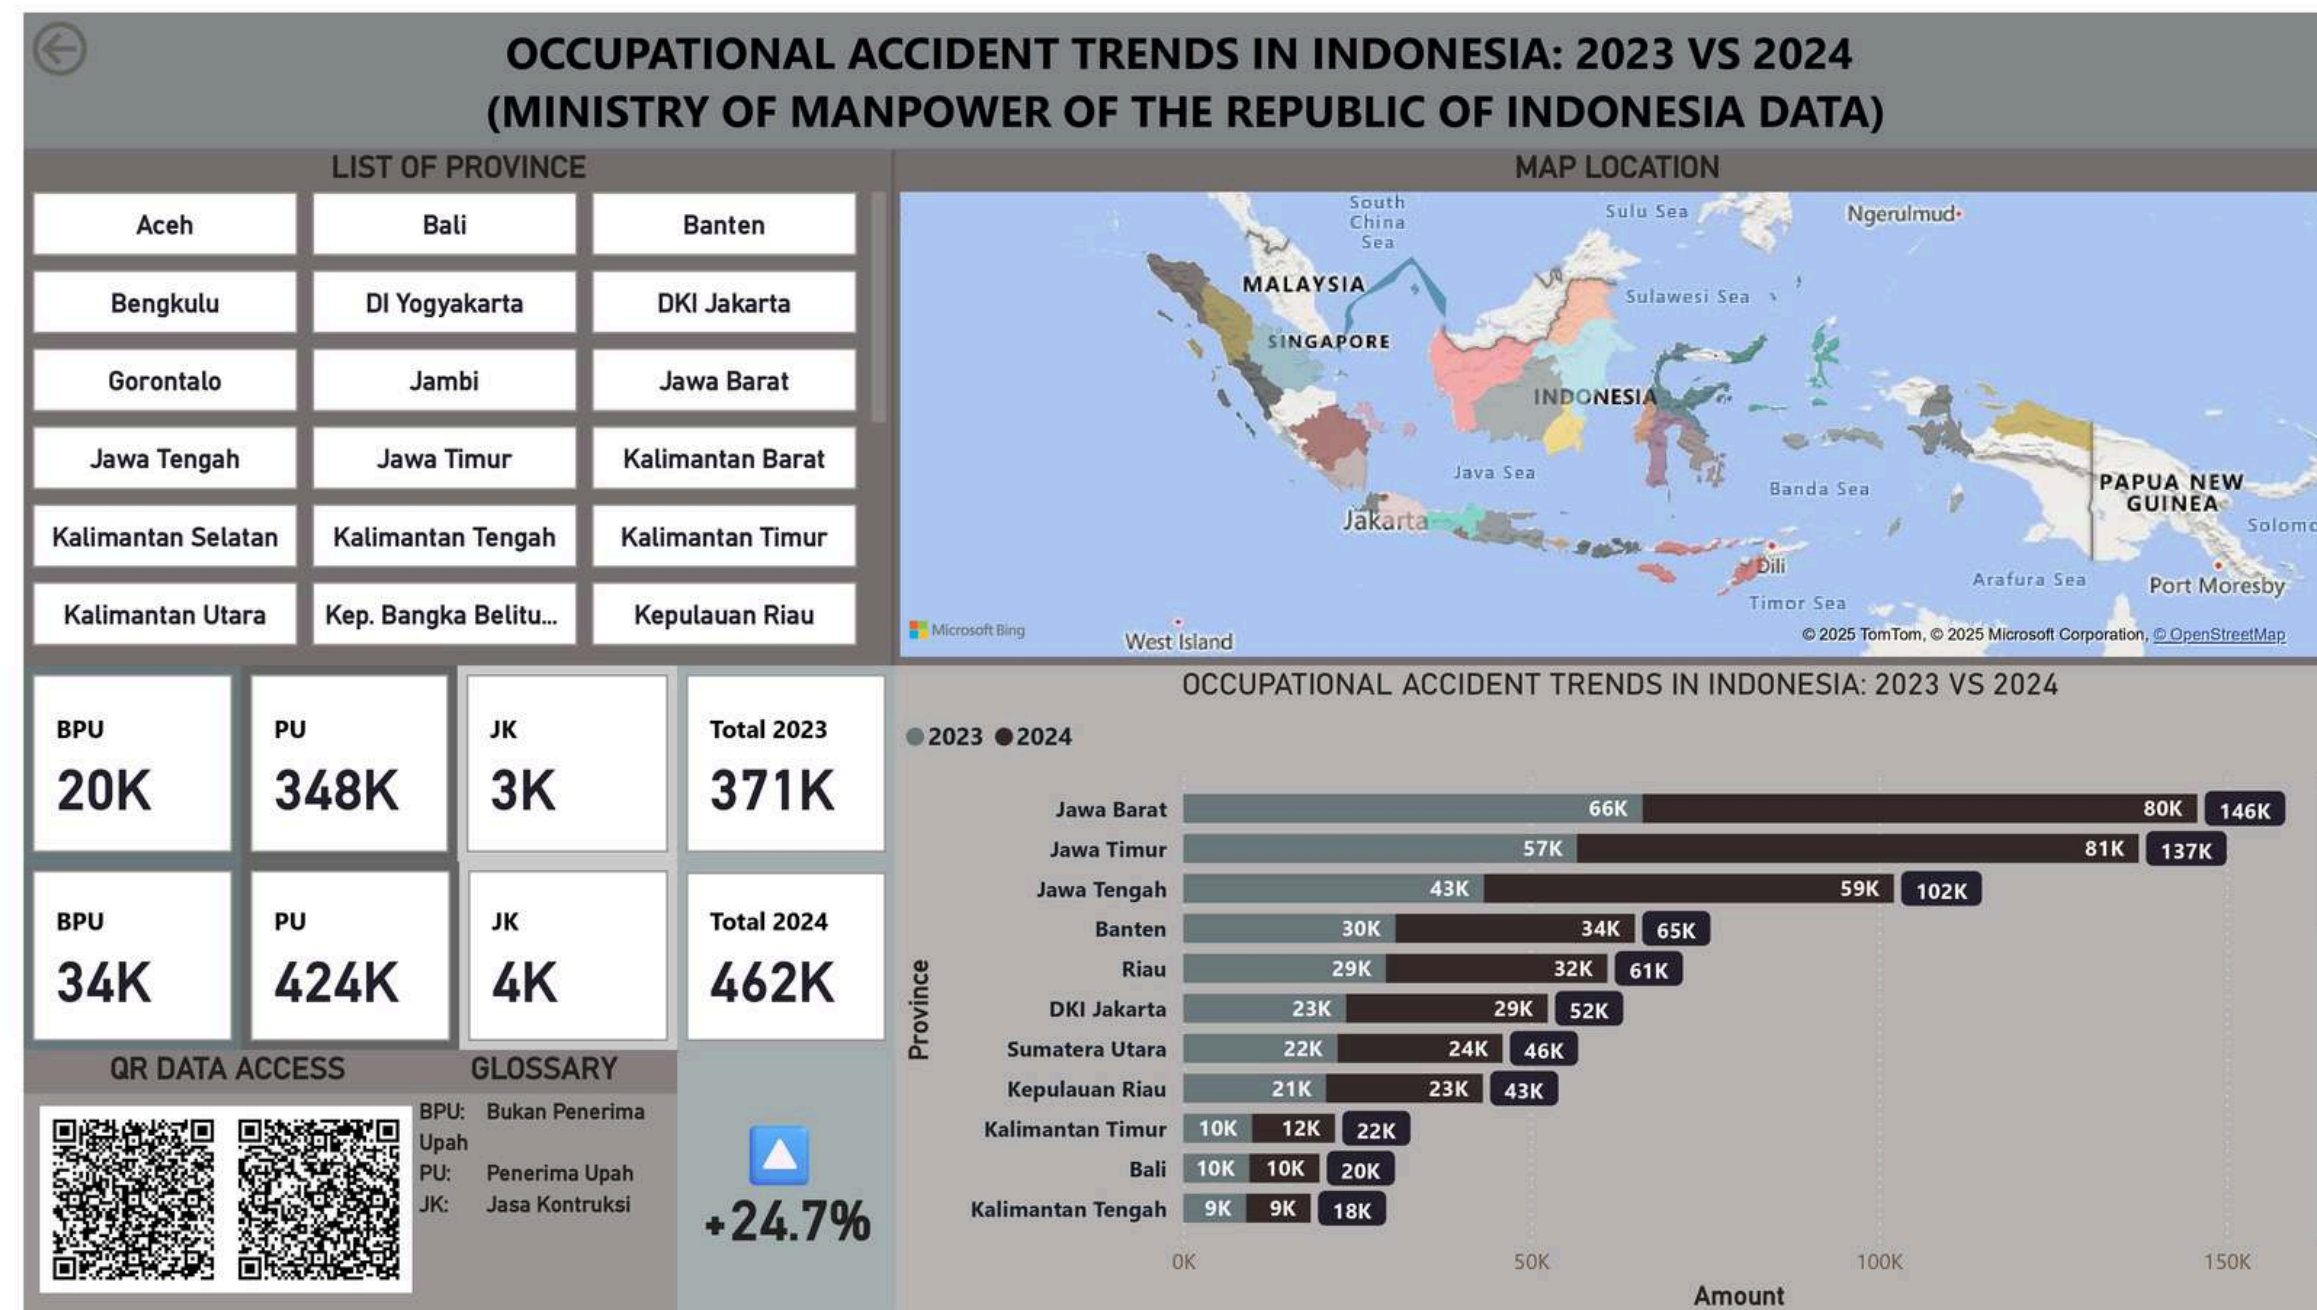 OCCUPATIONAL ACCIDENT TRENDS IN INDONESIA: 2023 VS 2024
(MINISTRY OF MANPOWER OF THE REPUBLIC OF INDONESIA DATA)
LIST OF PROVINCE
Aceh
Bali
Banten
Bengkulu
DI Yogyakarta
DKI Jakarta
Gorontalo
Jambi
Jawa Barat
Jawa Tengah
Jawa Timur
Kalimantan Barat
Kalimantan Selatan
Kalimantan Tengah
Kalimantan Timur
Kalimantan Utara
Kep. Bangka Belitu...
Kepulauan Riau
MAP LOCATION
South
China
Sea
Sulu Sea
Ngerulmud
MALAYSIA
Sulawesi Sea
SINGAPORE
INDONESIA
Java Sea
Banda Sea
PAPUA NEW
GUINEA
Jakarta
Solomo
Dili
Arafura Sea
Port Moresby
Timor Sea
Microsoft Bing
West Island
© 2025 TomTom, © 2025 Microsoft Corporation, © OpenStreetMap
BPU
20K
PU
348K
JK
3K
Total 2023
371K
BPU
34K
PU
424K
JK
4K
Total 2024
462K
QR DATA ACCESS
GLOSSARY
BPU: Bukan Penerima
Upah
PU: Penerima Upah
JK: Jasa Kontruksi
+24.7%
OCCUPATIONAL ACCIDENT TRENDS IN INDONESIA: 2023 VS 2024
2023 2024
Province
Jawa Barat 66K 80K 146K
Jawa Timur 57K 81K 137K
Jawa Tengah 43K 59K 102K
Banten 30K 34K 65K
Riau 29K 32K 61K
DKI Jakarta 23K 29K 52K
Sumatera Utara 22K 24K 46K
Kepulauan Riau 21K 23K 43K
Kalimantan Timur 10K 12K 22K
Bali 10K 10K 20K
Kalimantan Tengah 9K 9K 18K
0K 50K 100K 150K
Amount